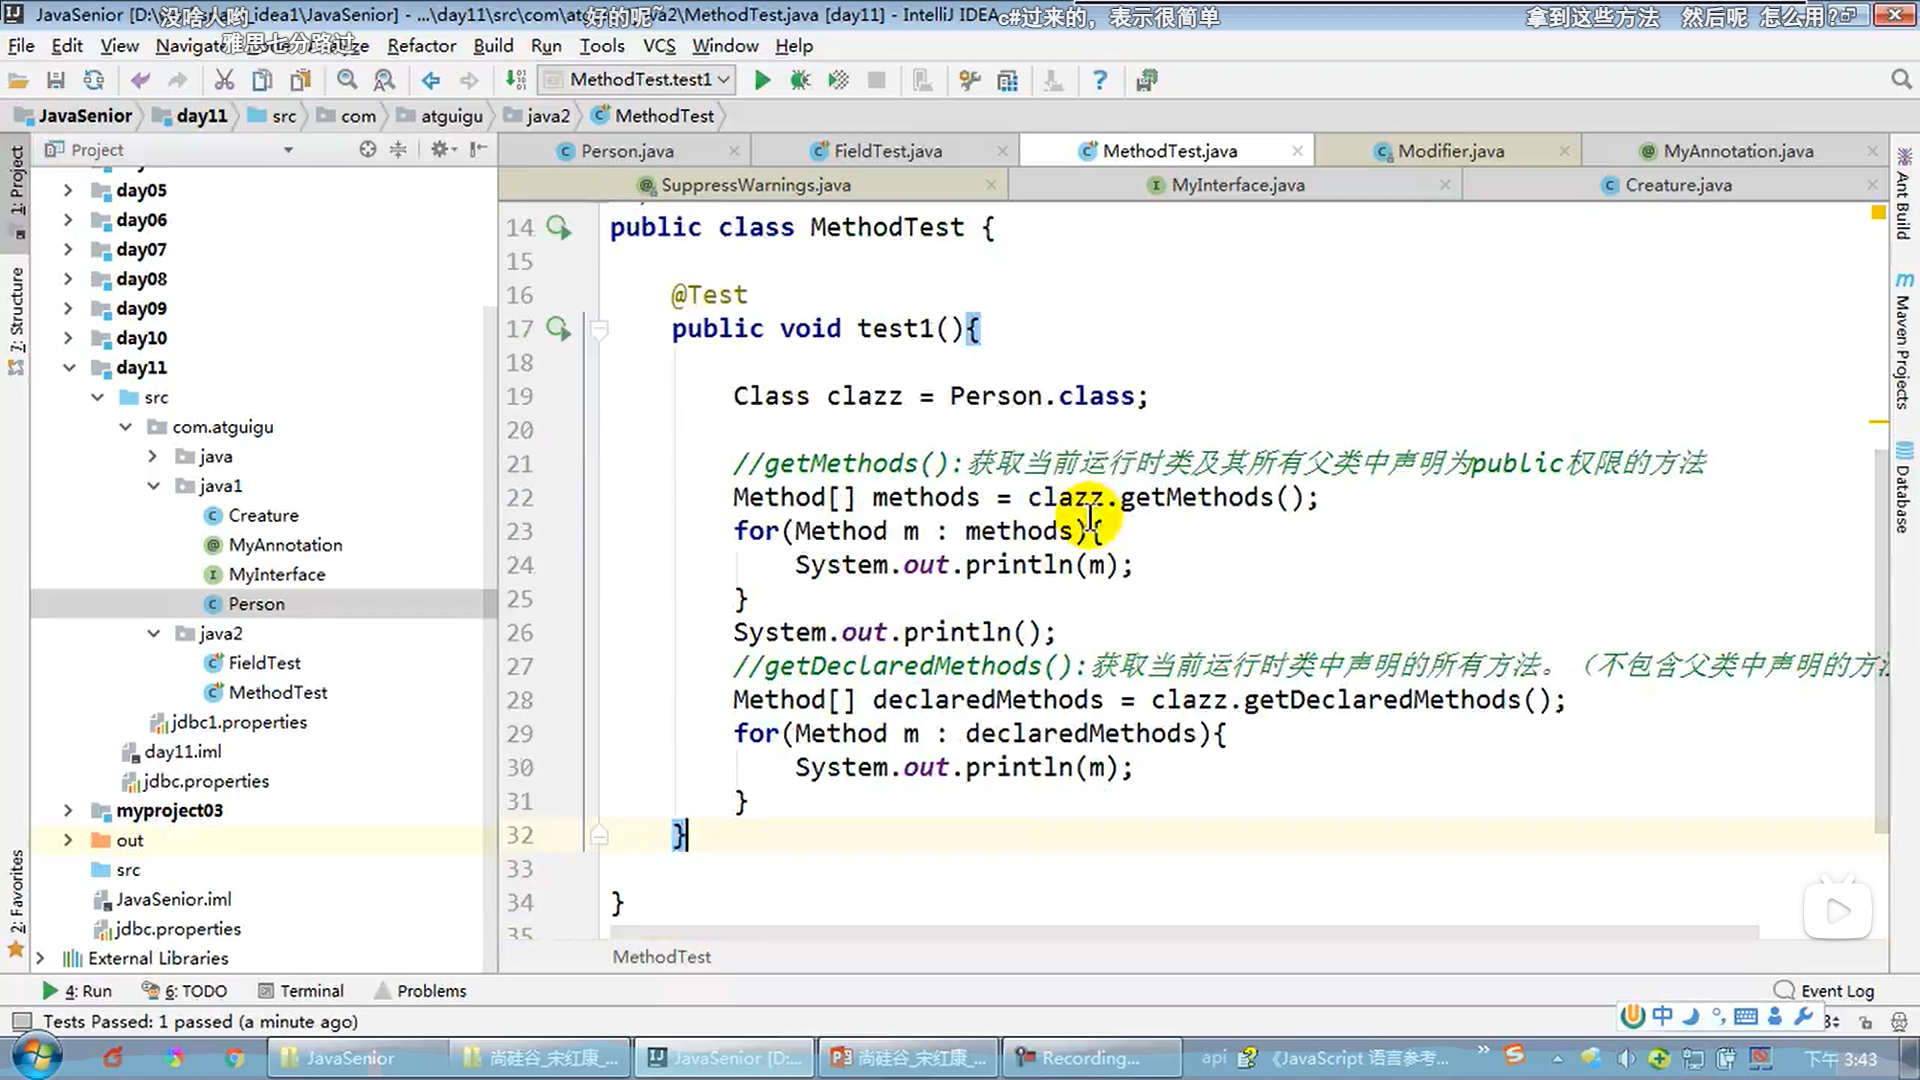 JavaSenior [D:\
_idea1\JavaSenior] - ...\day11\src\com\atg
java2\MethodTest.java [day11] - IntelliJ IDEA
没啥人哟
好的呢~
c#过来的，表示很简单
拿到这些方法 然后呢 怎么用?
雅思七分路过
File Edit View Navigate Code Refactor Build Run Tools VCS Window Help
MethodTest.test1
JavaSenior day11 src com atguigu java2 MethodTest
Project
Person.java FieldTest.java MethodTest.java Modifier.java MyAnnotation.java
SuppressWarnings.java MyInterface.java Creature.java
1: Project
7: Structure
2: Favorites
day05
day06
day07
day08
day09
day10
day11
src
com.atguigu
java
java1
Creature
MyAnnotation
MyInterface
Person
java2
FieldTest
MethodTest
jdbc1.properties
day11.iml
jdbc.properties
myproject03
out
src
JavaSenior.iml
jdbc.properties
External Libraries
14 public class MethodTest {
15
16 @Test
17 public void test1(){
18
19 Class clazz = Person.class;
20
21 //getMethods():获取当前运行时类及其所有父类中声明为public权限的方法
22 Method[] methods = clazz.getMethods();
23 for(Method m : methods){
24 System.out.println(m);
25 }
26 System.out.println();
27 //getDeclaredMethods():获取当前运行时类中声明的所有方法。（不包含父类中声明的方法
28 Method[] declaredMethods = clazz.getDeclaredMethods();
29 for(Method m : declaredMethods){
30 System.out.println(m);
31 }
32 }
33
34 }
35
MethodTest
Ant Build
Maven Projects
Database
4: Run 6: TODO Terminal Problems Event Log
Tests Passed: 1 passed (a minute ago)
中
JavaSenior 尚硅谷_宋红康_... JavaSenior [D:... 尚硅谷_宋红康_... Recording... api 《JavaScript 语言参考... 下午 3:43